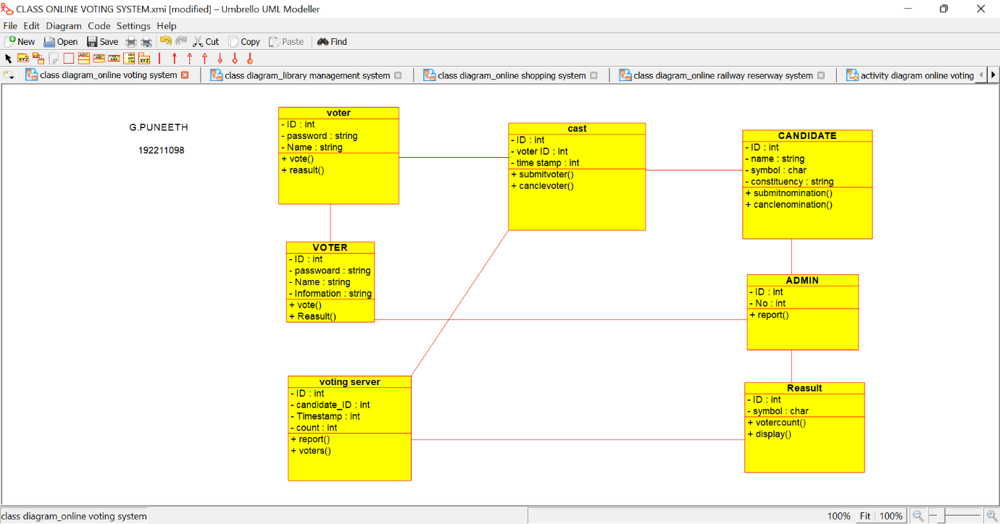 CLASS ONLINE VOTING SYSTEM.xmi [modified] – Umbrello UML Modeller
File Edit Diagram Code Settings Help
New Open Save Cut Copy Paste Find
class diagram_online voting system class diagram_library management system class diagram_online shopping system class diagram_online railway reserway system activity diagram online voting
G.PUNEETH
192211098
voter
- ID : int
- password : string
- Name : string
+ vote()
+ reasult()
cast
- ID : int
- voter ID : int
- time stamp : int
+ submitvoter()
+ canclevoter()
CANDIDATE
- ID : int
- name : string
- symbol : char
- constituency : string
+ submitnomination()
+ canclenomination()
VOTER
- ID : int
- passwoard : string
- Name : string
- Information : string
+ vote()
+ Reasult()
ADMIN
- ID : int
- No : int
+ report()
voting server
- ID : int
- candidate_ID : int
- Timestamp : int
- count : int
+ report()
+ voters()
Reasult
- ID : int
- symbol : char
+ votercount()
+ display()
class diagram_online voting system
100% Fit 100%